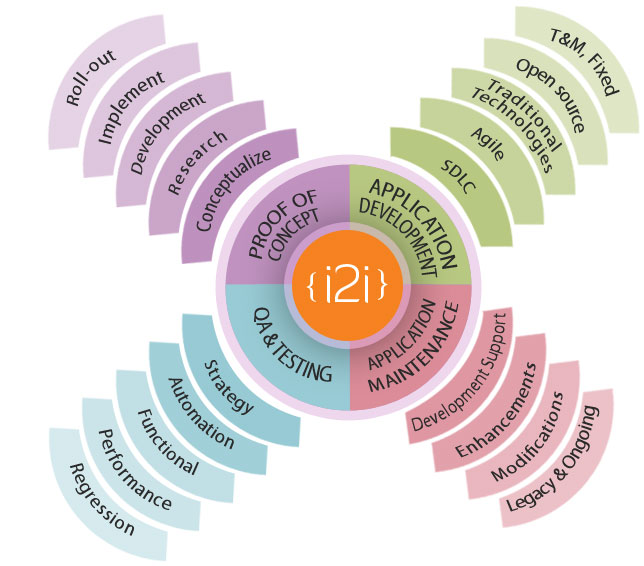 Roll-out
Implement
Development
Research
Conceptualize
T&M, Fixed
Open source
Traditional
Technologies
Agile
SDLC
PROOF OF
CONCEPT
APPLICATION
DEVELOPMENT
{i2i}
QA & TESTING
APPLICATION
MAINTENANCE
Strategy
Automation
Functional
Performance
Regression
Development Support
Enhancements
Modifications
Legacy & Ongoing